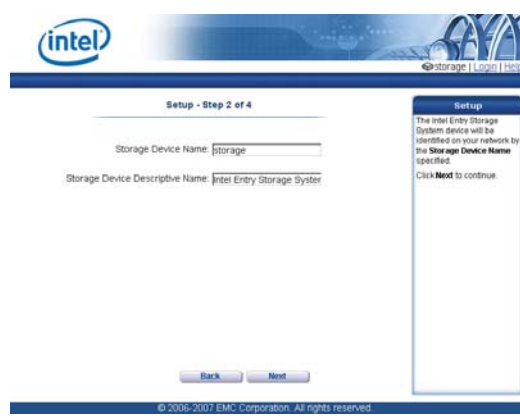 intel
storage | Login | Help
Setup - Step 2 of 4
Storage Device Name: storage
Storage Device Descriptive Name: Intel Entry Storage System
Setup
The Intel Entry Storage
System device will be
identified on your network by
the Storage Device Name
specified.
Click Next to continue.
Back Next
© 2006-2007 EMC Corporation. All rights reserved.